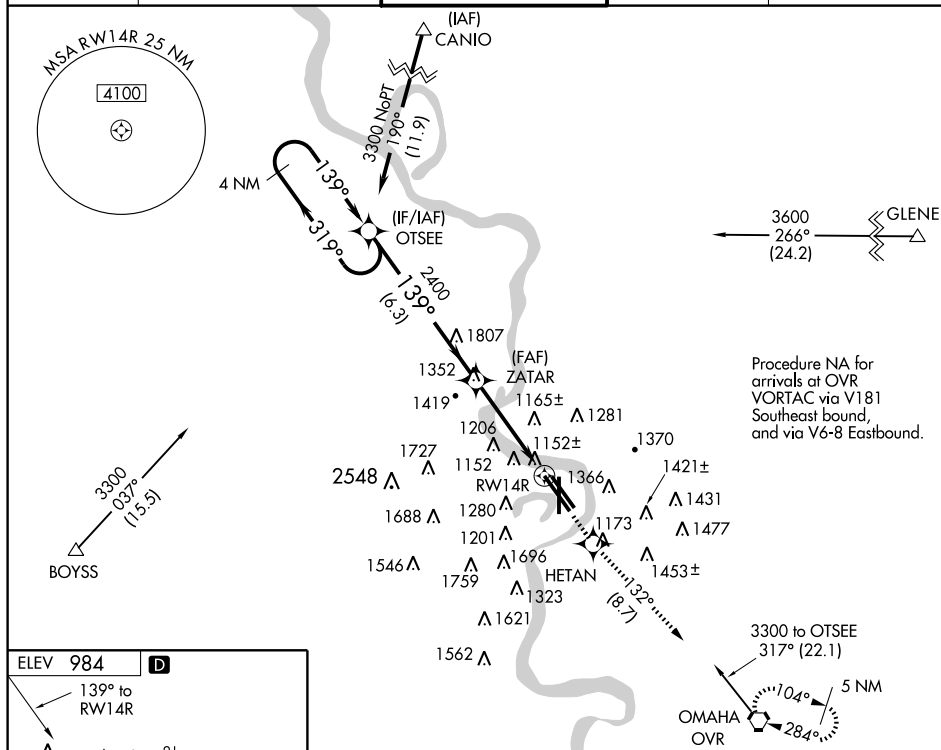 MSA RW14R 25 NM
4100
(IAF)
CANIO
3300 NoPT
190°
(11.9)
4 NM
139°
319°
(IF/IAF)
OTSEE
3600
266°
(24.2)
GLENE
2400
139°
(6.3)
1807
1352
(FAF)
ZATAR
1419
1165±
1281
Procedure NA for
arrivals at OVR
VORTAC via V181
Southeast bound,
and via V6-8 Eastbound.
1206
1152±
1370
1727
1152
2548
RW14R
1366
1421±
1431
1280
1688
1477
1201
1173
3300
037°
(15.5)
BOYSS
1546
1759
1696
HETAN
1453±
1323
132°
(8.7)
1621
1562
3300 to OTSEE
317° (22.1)
5 NM
104°
284°
OMAHA
OVR
ELEV 984
D
139° to
RW14R